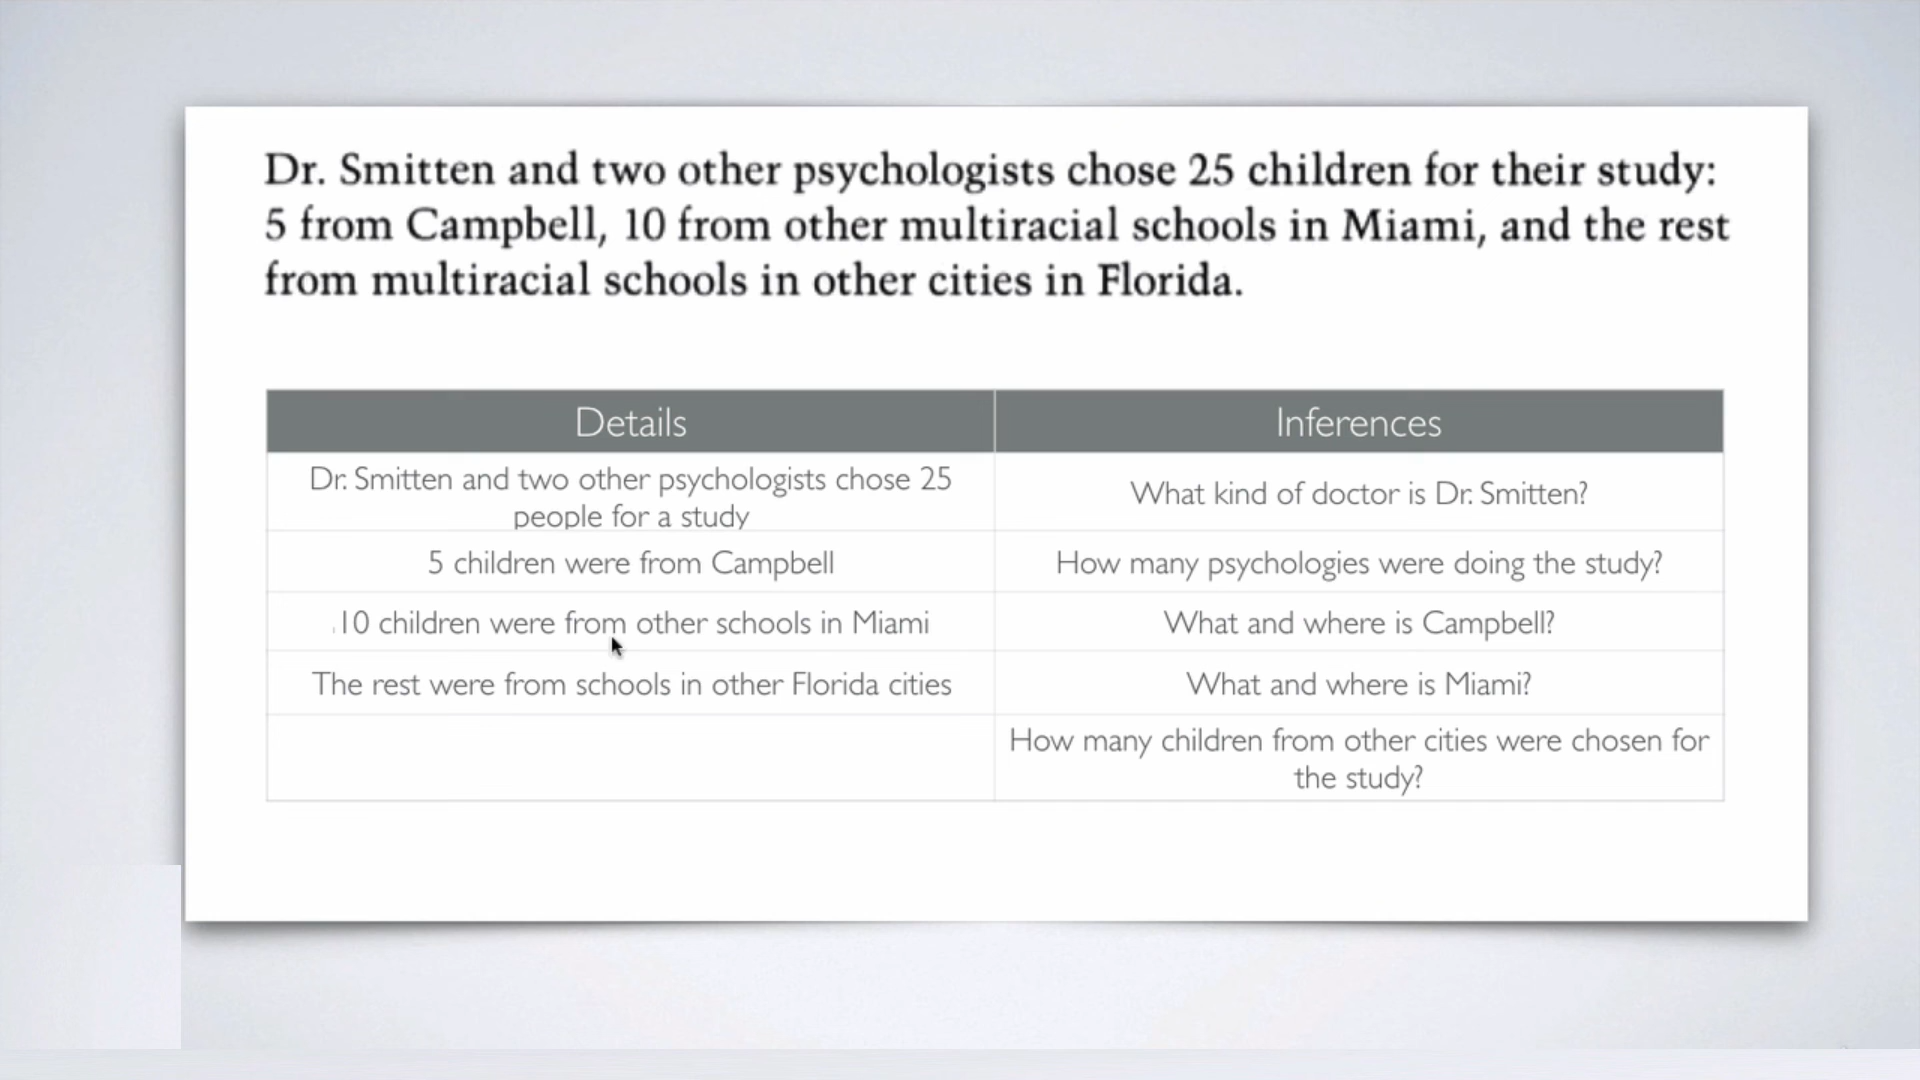 Dr. Smitten and two other psychologists chose 25 children for their study:
5 from Campbell, 10 from other multiracial schools in Miami, and the rest
from multiracial schools in other cities in Florida.
Details
Inferences
Dr. Smitten and two other psychologists chose 25
people for a study
What kind of doctor is Dr. Smitten?
5 children were from Campbell
How many psychologies were doing the study?
10 children were from other schools in Miami
What and where is Campbell?
The rest were from schools in other Florida cities
What and where is Miami?
How many children from other cities were chosen for
the study?